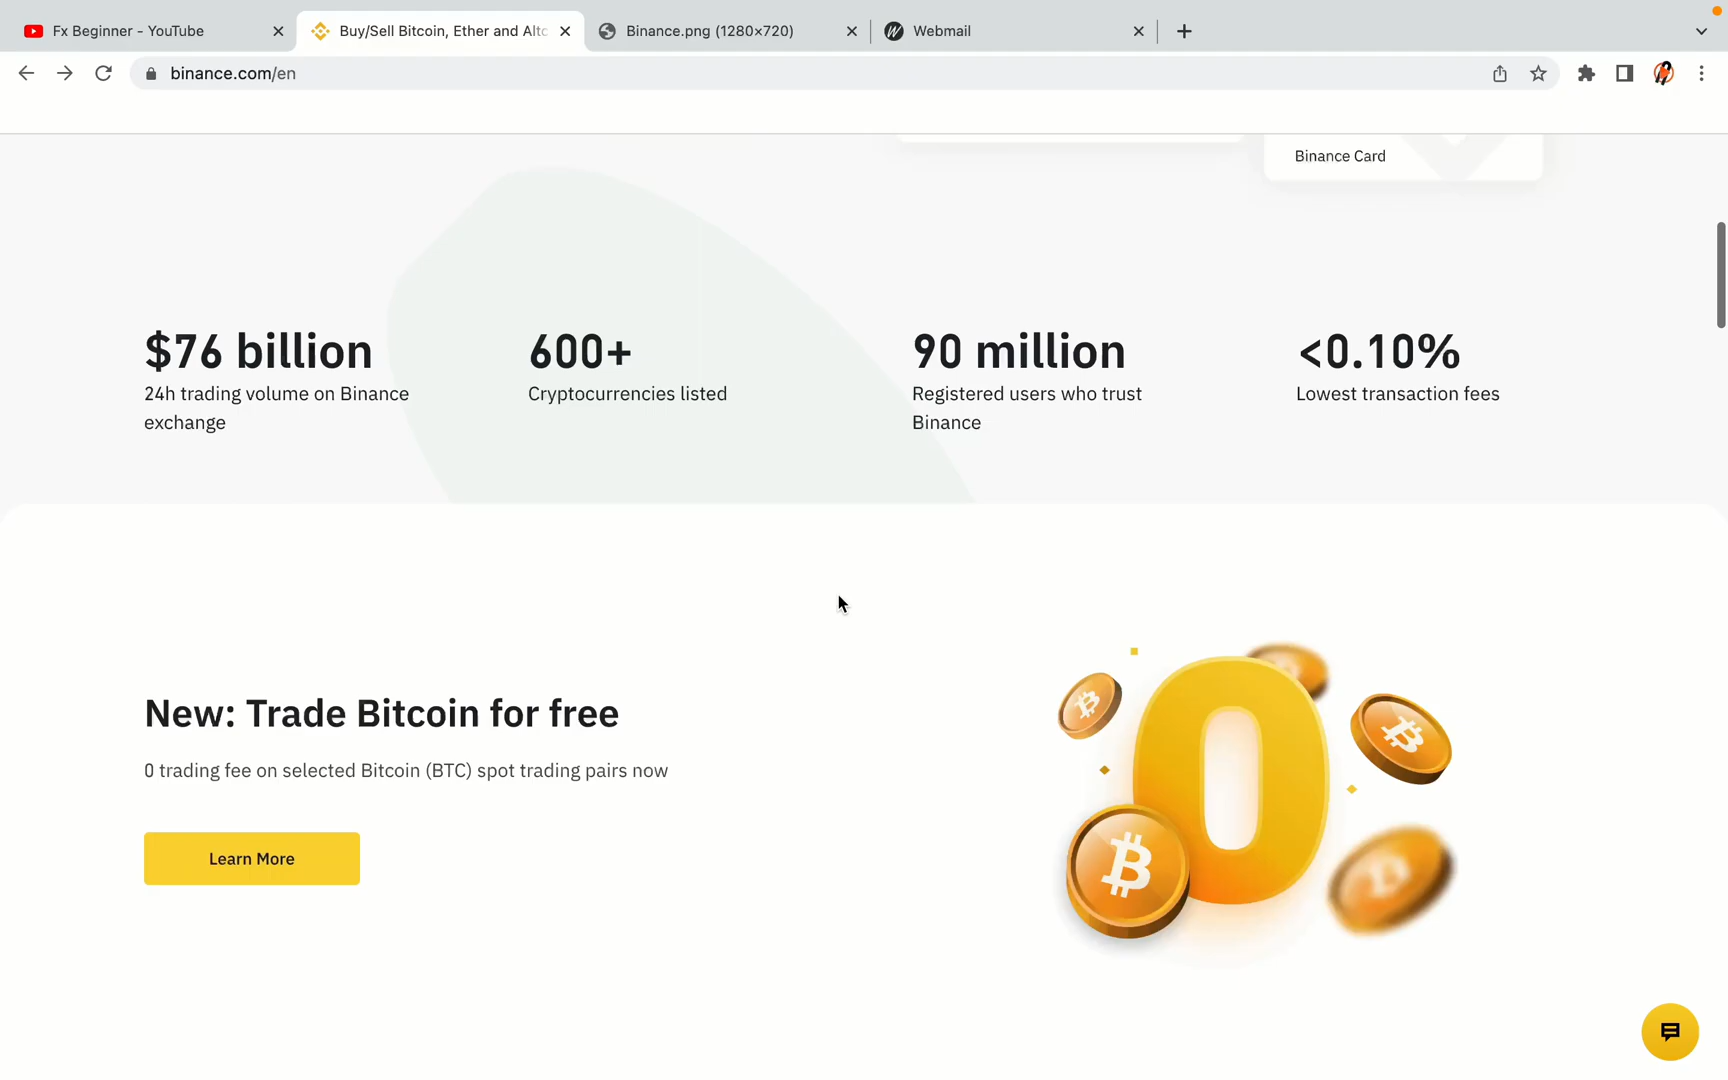 Fx Beginner - YouTube
Buy/Sell Bitcoin, Ether and Altc
Binance.png (1280×720)
Webmail
binance.com/en
Binance Card
$76 billion
24h trading volume on Binance
exchange
600+
Cryptocurrencies listed
90 million
Registered users who trust
Binance
<0.10%
Lowest transaction fees
New: Trade Bitcoin for free
0 trading fee on selected Bitcoin (BTC) spot trading pairs now
Learn More
0